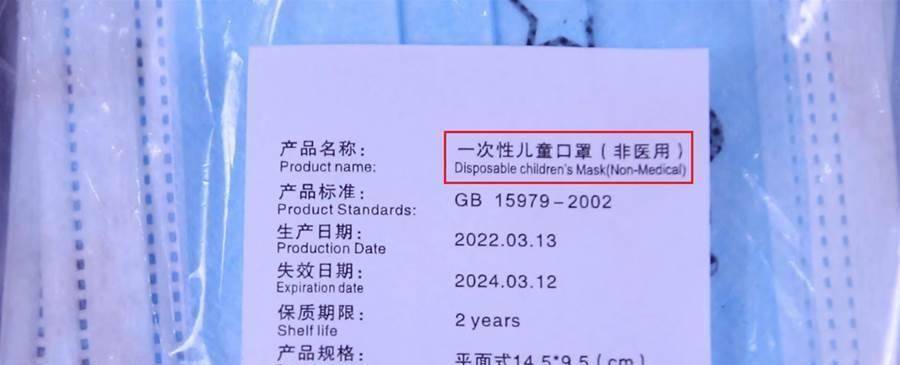 产品名称： 一次性儿童口罩（非医用）
Product name: Disposable children's Mask(Non-Medical)
产品标准： GB 15979-2002
Product Standards:
生产日期： 2022.03.13
Production Date
失效日期： 2024.03.12
Expiration date
保质期限： 2 years
Shelf life
产品规格： 平面式14.5*9.5(cm)